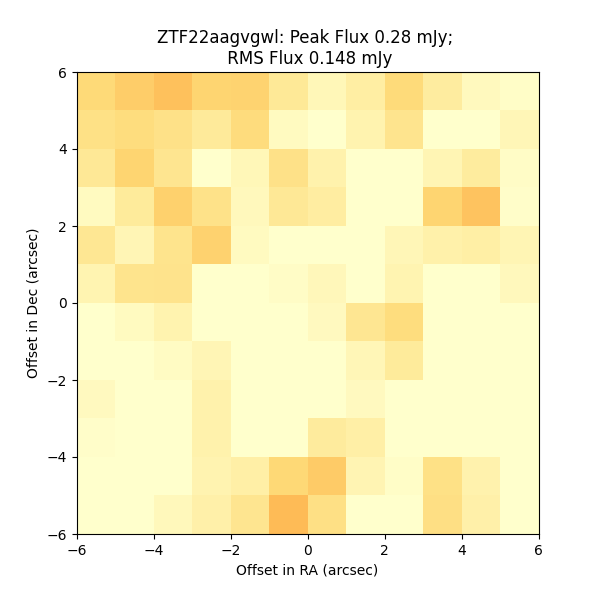 ZTF22aagvgwl: Peak Flux 0.28 mJy;
RMS Flux 0.148 mJy
6
4
2
0
−2
−4
−6
Offset in Dec (arcsec)
−6 −4 −2 0 2 4 6
Offset in RA (arcsec)